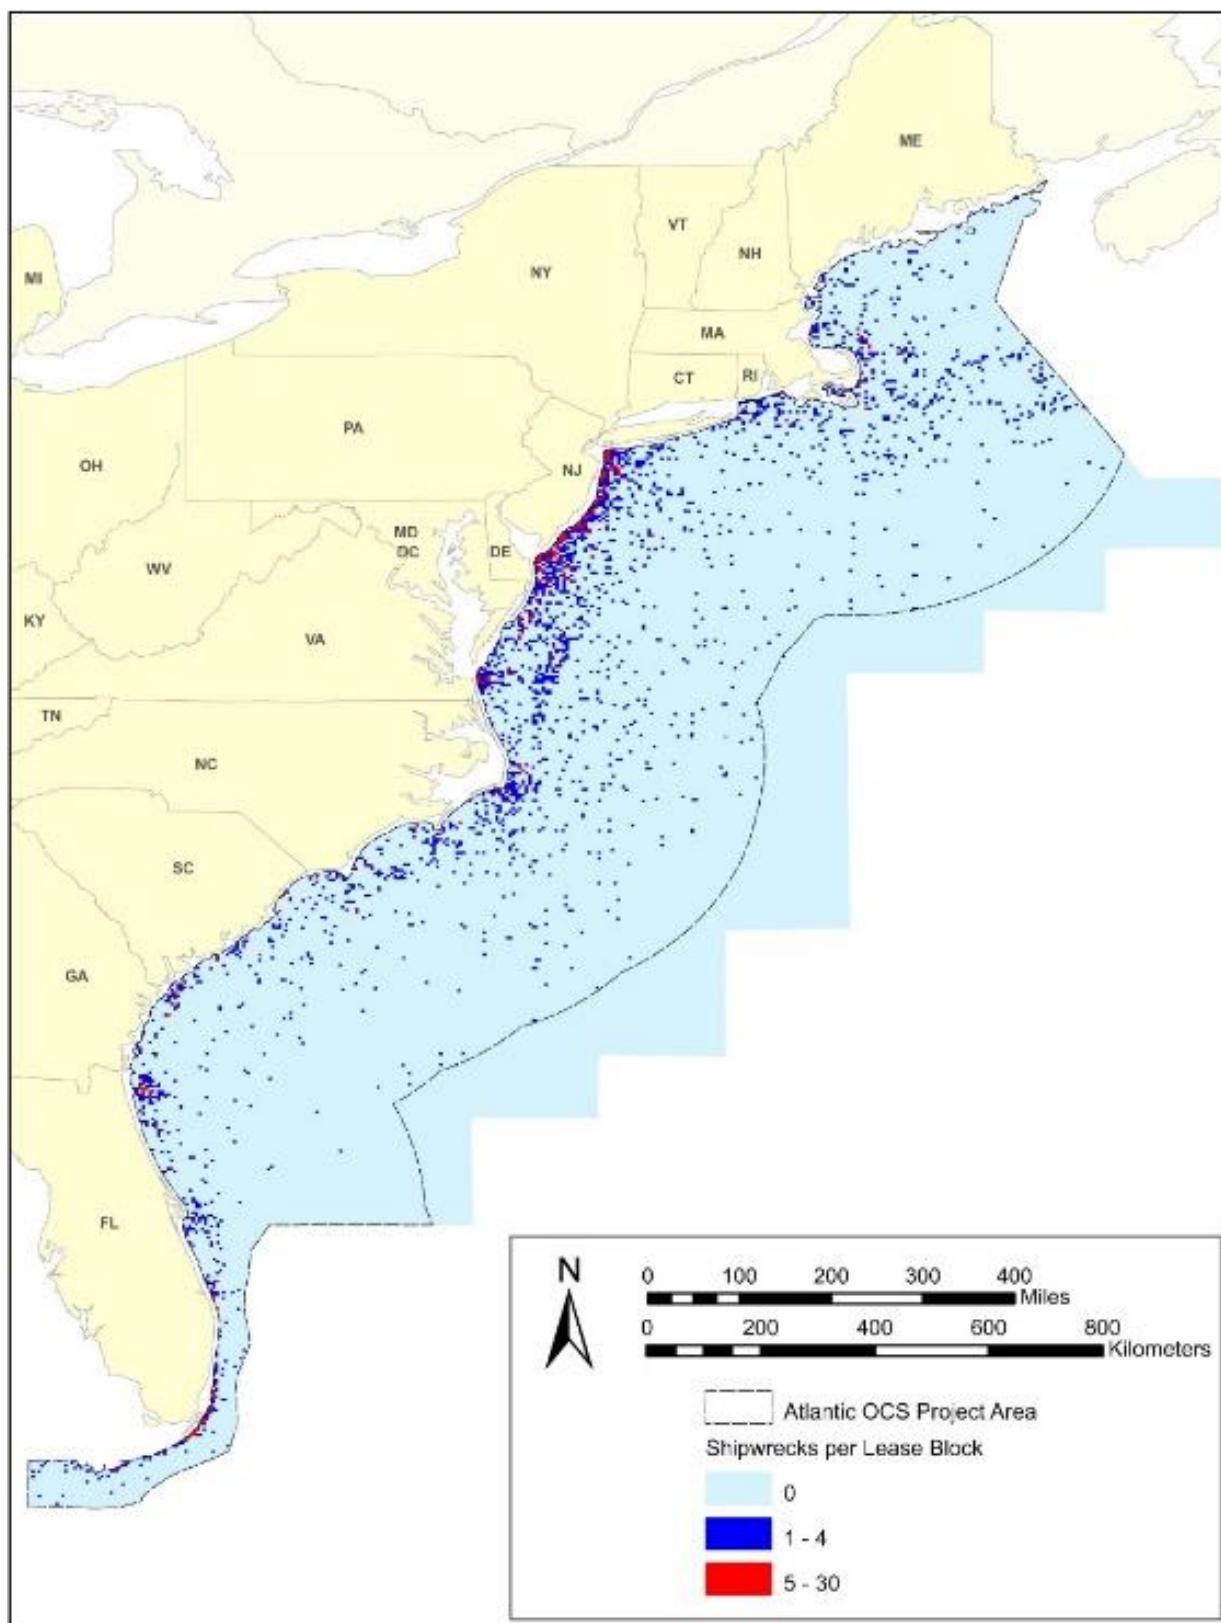 ME
VT
NH
NY
MI
MA
CT
RI
PA
OH
NJ
MD
DC
DE
WV
KY
VA
TN
NC
SC
GA
FL
N
0 100 200 300 400
Miles
0 200 400 600 800
Kilometers
Atlantic OCS Project Area
Shipwrecks per Lease Block
0
1 - 4
5 - 30